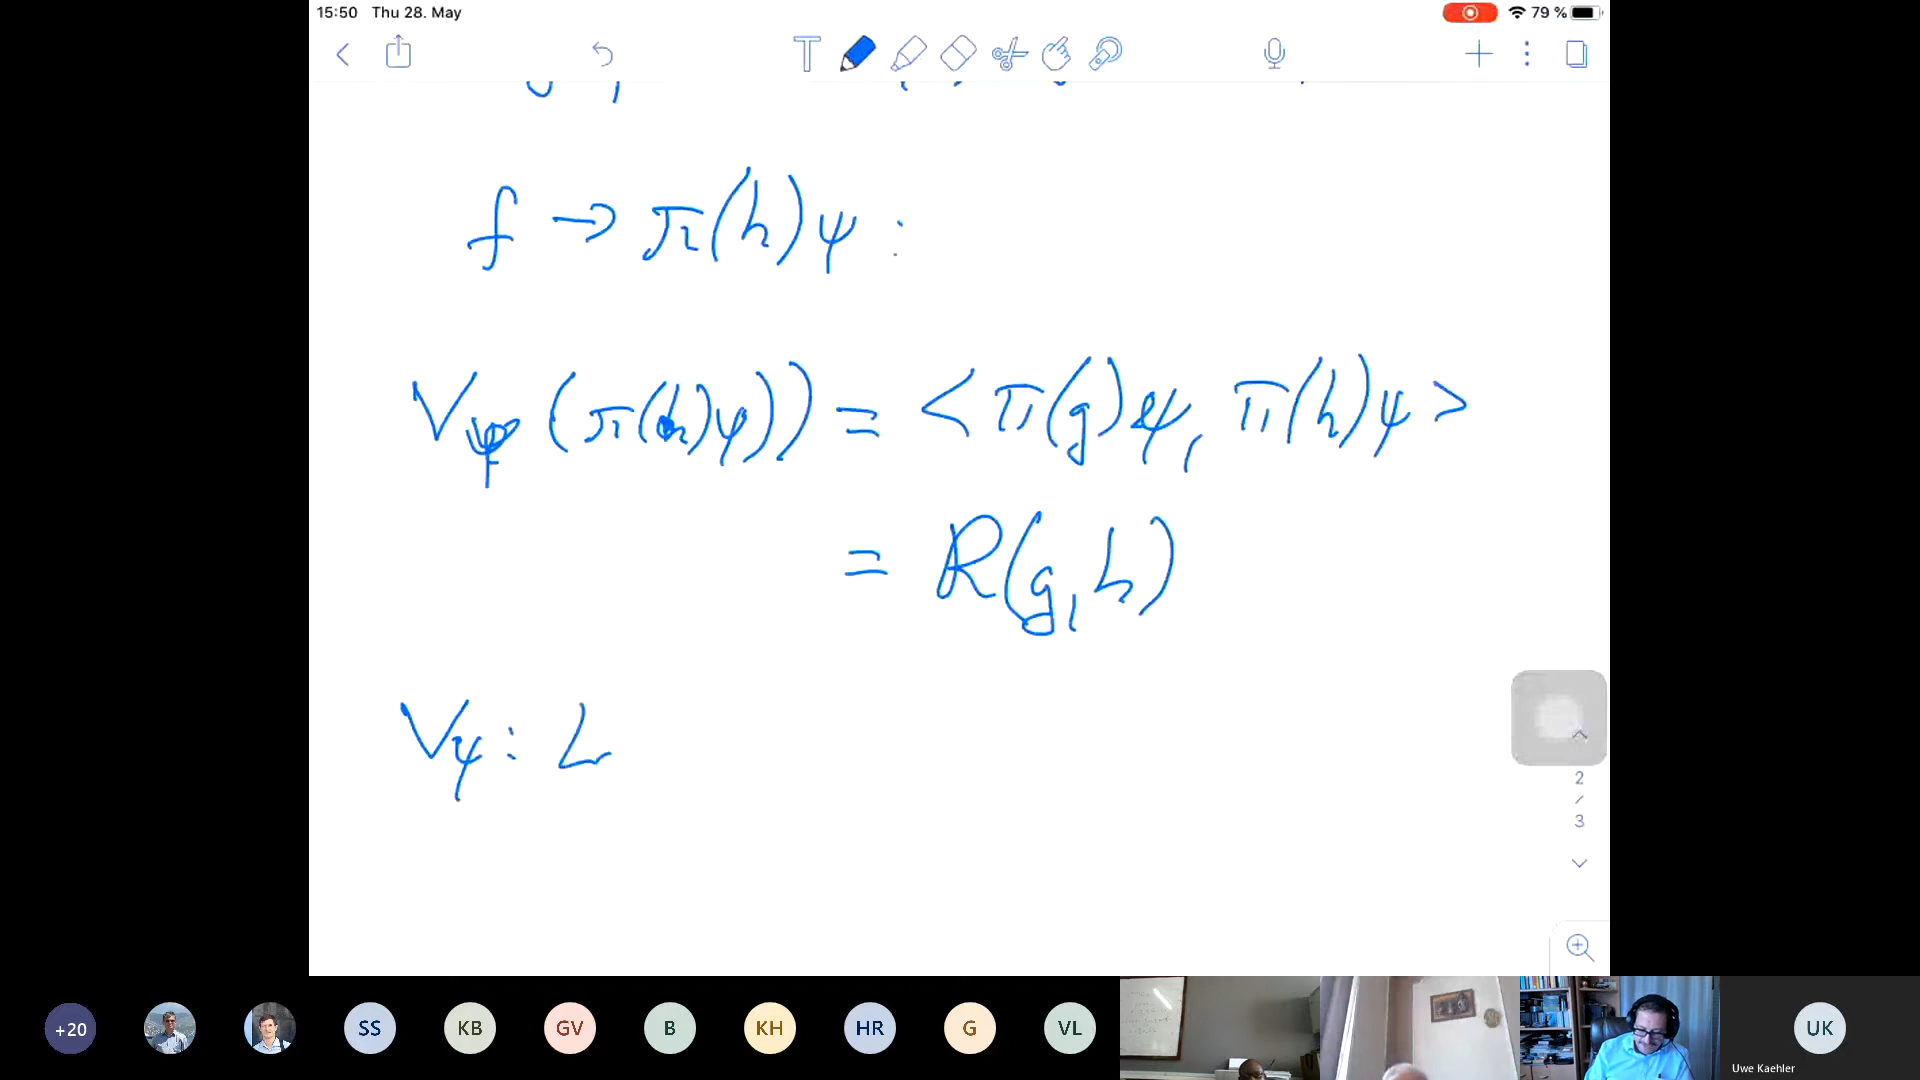 15:50 Thu 28. May 79 %
T
f → π(h)ψ :
V_ψ (π(h)ψ)) = < π(g)ψ, π(h)ψ >
= R(g,h)
V_ψ : L
2
/
3
+20 SS KB GV B KH HR G VL UK
Uwe Kaehler